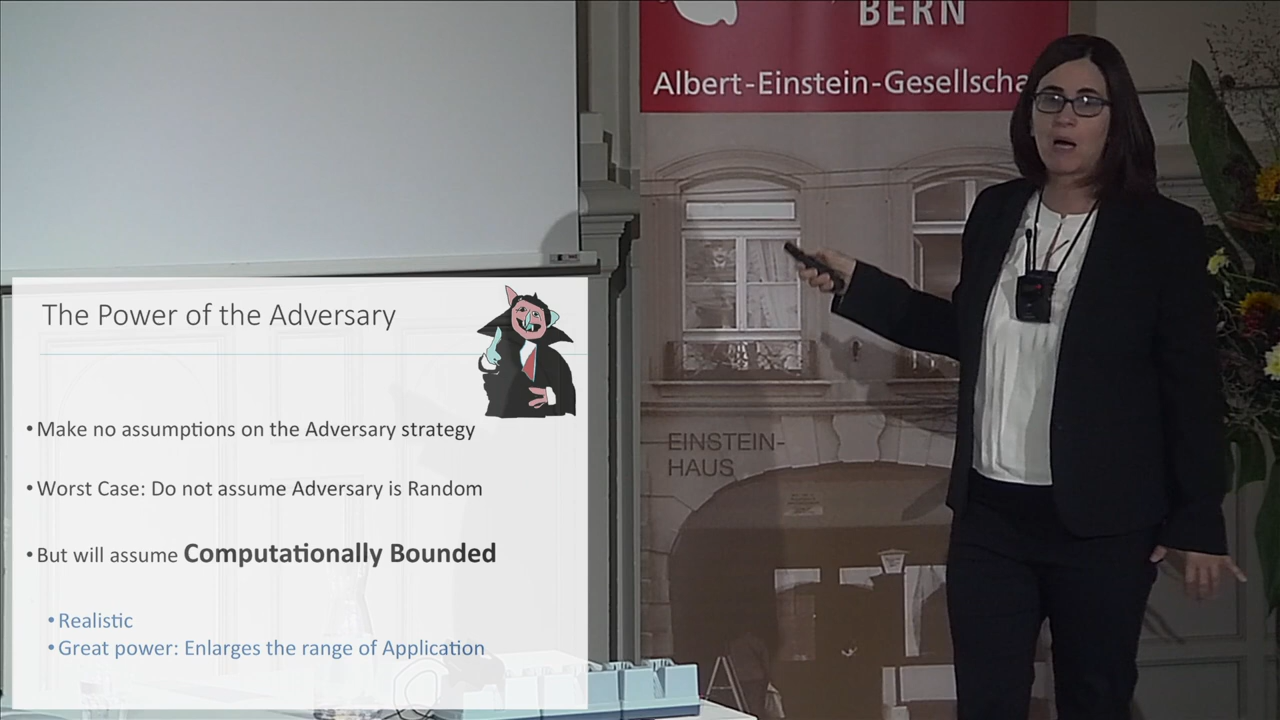 BERN
Albert-Einstein-Gesellscha
EINSTEIN-
HAUS
The Power of the Adversary
•Make no assumptions on the Adversary strategy
•Worst Case: Do not assume Adversary is Random
•But will assume Computationally Bounded
•Realistic
•Great power: Enlarges the range of Application